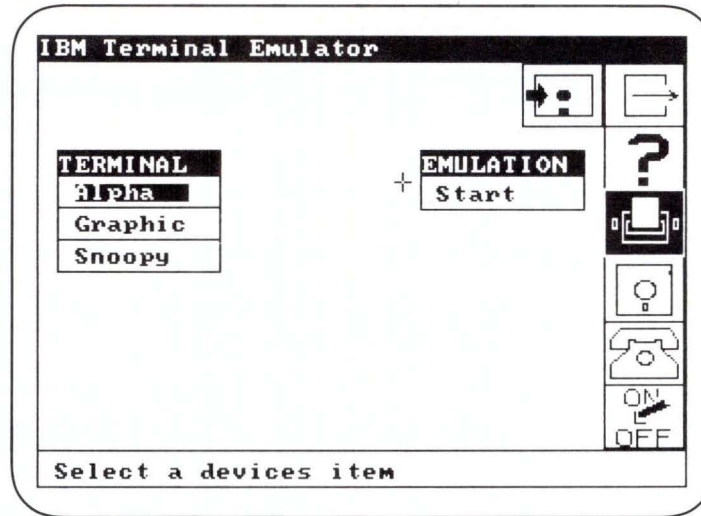 IBM Terminal Emulator
TERMINAL
Alpha
Graphic
Snoopy
EMULATION
Start
?
ON
OFF
Select a devices item